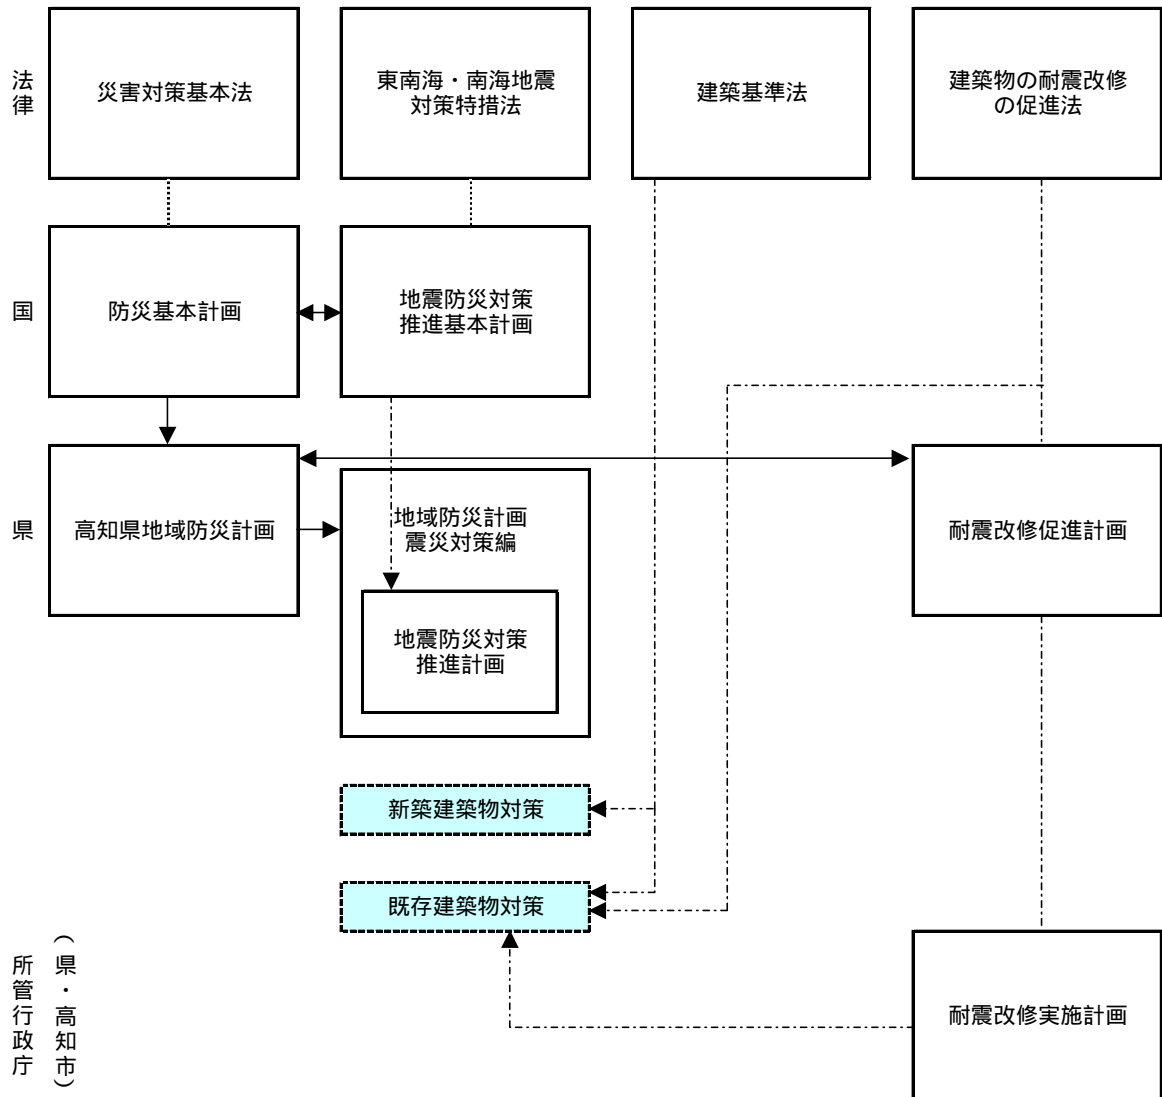 法律
災害対策基本法
東南海・南海地震
対策特措法
建築基準法
建築物の耐震改修
の促進法
国
防災基本計画
地震防災対策
推進基本計画
県
高知県地域防災計画
地域防災計画
震災対策編
地震防災対策
推進計画
耐震改修促進計画
新築建築物対策
既存建築物対策
(県・高知市)
所管行政庁
耐震改修実施計画